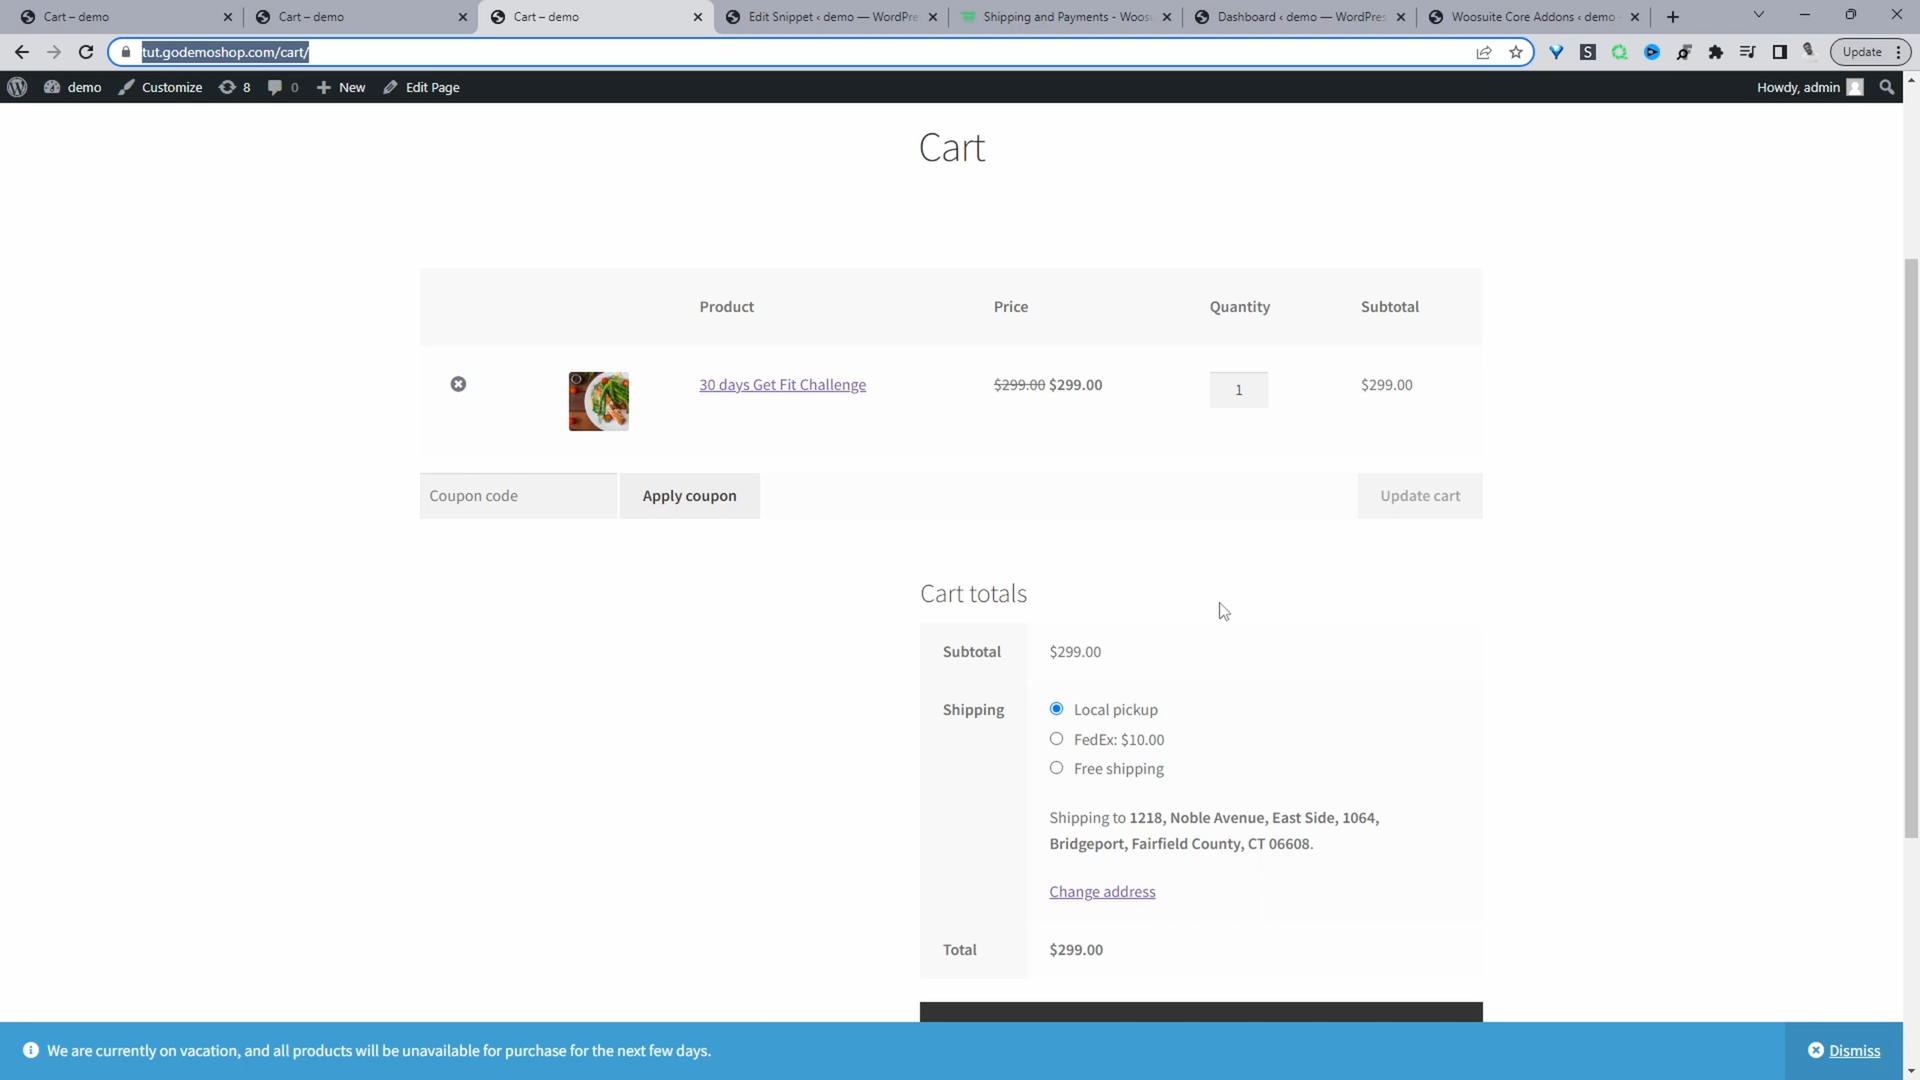 Cart – demo
Cart – demo
Cart – demo
Edit Snippet ‹ demo — WordPre
Shipping and Payments - Woosu
Dashboard ‹ demo — WordPres
Woosuite Core Addons ‹ demo -
tut.godemoshop.com/cart/
Update
demo
Customize
8
0
New
Edit Page
Howdy, admin
Cart
Product Price Quantity Subtotal
30 days Get Fit Challenge $299.00 $299.00 1 $299.00
Coupon code Apply coupon Update cart
Cart totals
Subtotal $299.00
Shipping Local pickup
FedEx: $10.00
Free shipping
Shipping to 1218, Noble Avenue, East Side, 1064,
Bridgeport, Fairfield County, CT 06608.
Change address
Total $299.00
We are currently on vacation, and all products will be unavailable for purchase for the next few days. Dismiss